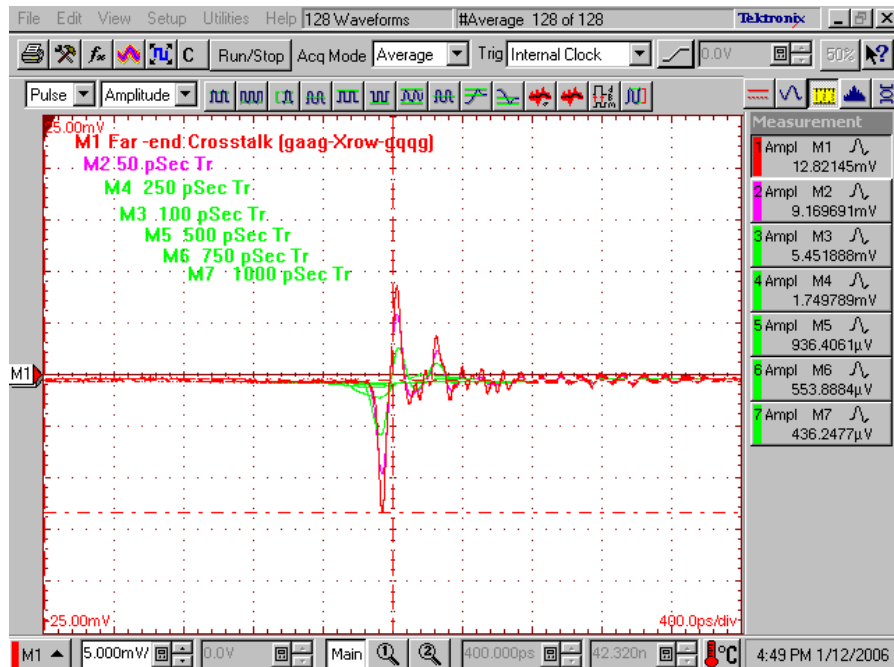 File Edit View Setup Utilities Help 128 Waveforms #Average 128 of 128 Tektronix
fx C Run/Stop Acq Mode Average Trig Internal Clock 0.0V 50% ?
Pulse Amplitude
25.00mV
M1 Far -end Crosstalk (gaag-Xrow-gqqg)
M2 50 pSec Tr
M4 250 pSec Tr
M3 100 pSec Tr
M5 500 pSec Tr
M6 750 pSec Tr
M7 1000 pSec Tr
M1
-25.00mV
400.0ps/div
Measurement
1 Ampl M1
12.82145mV
2 Ampl M2
9.169691mV
3 Ampl M3
5.451888mV
4 Ampl M4
1.749789mV
5 Ampl M5
936.4061µV
6 Ampl M6
553.8884µV
7 Ampl M7
436.2477µV
M1 5.000mV/ 0.0V Main 1 2 400.000ps 42.320n °C 4:49 PM 1/12/2005